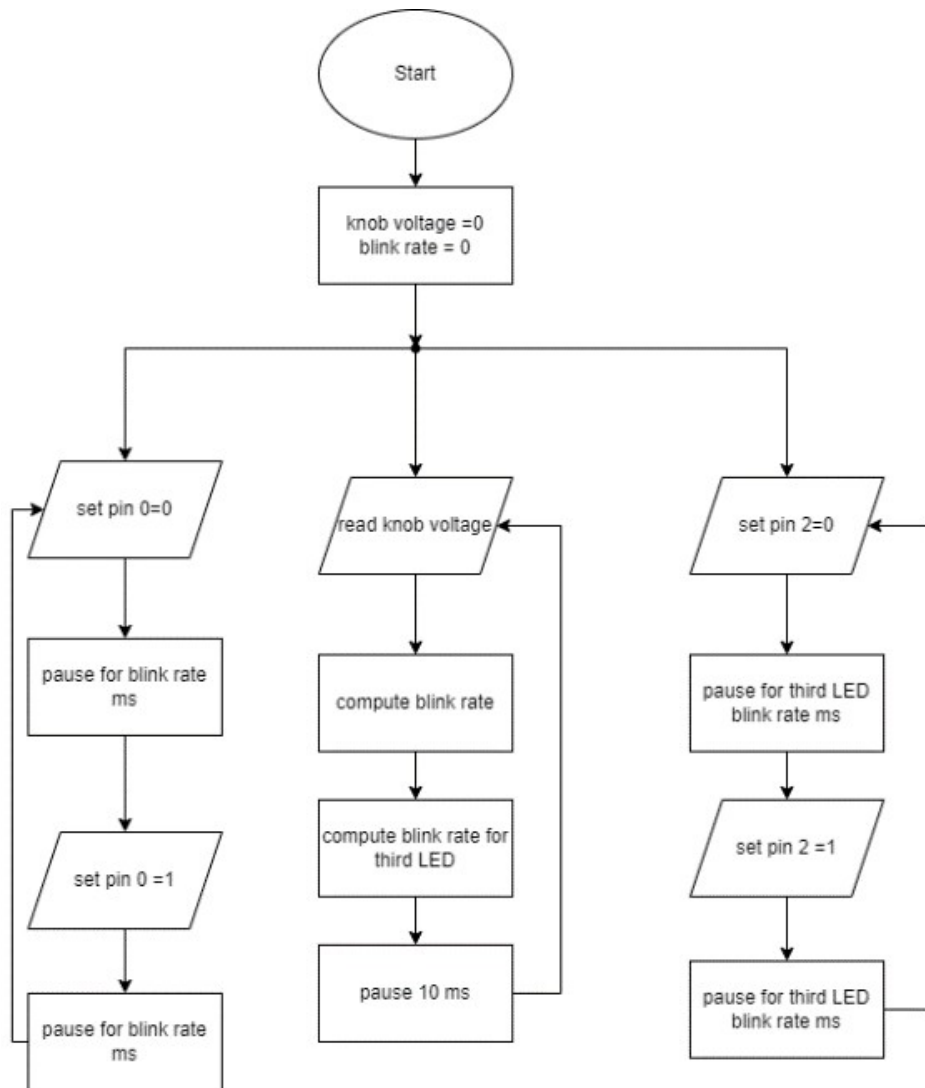 Start
knob voltage =0
blink rate = 0
set pin 0=0
pause for blink rate
ms
set pin 0 =1
pause for blink rate
ms
read knob voltage
compute blink rate
compute blink rate for
third LED
pause 10 ms
set pin 2=0
pause for third LED
blink rate ms
set pin 2 =1
pause for third LED
blink rate ms